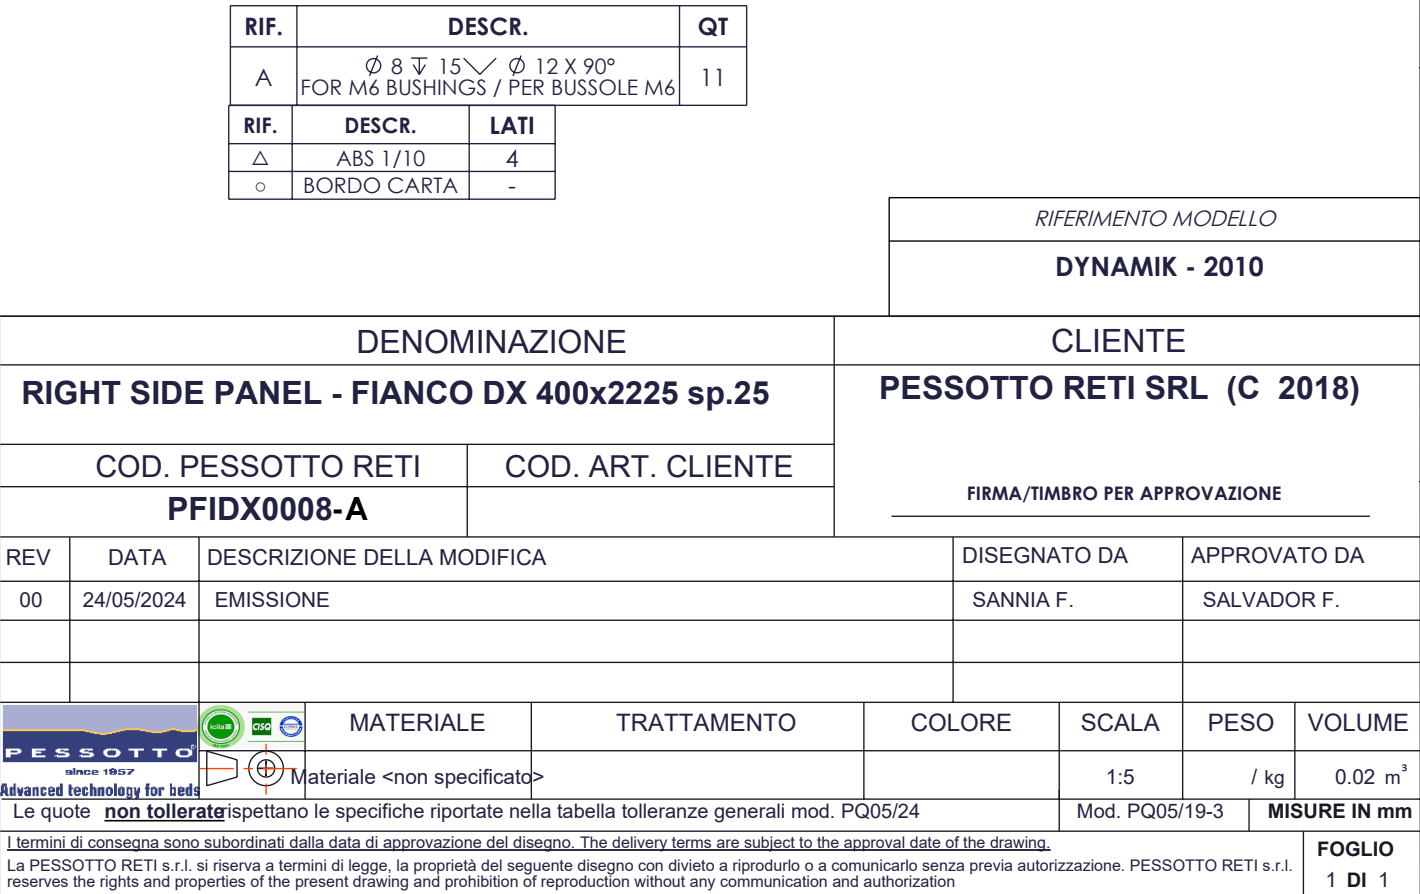 RIF. DESCR. QT
A ∅ 8 ↧ 15 ⌵ ∅ 12 X 90° 11
FOR M6 BUSHINGS / PER BUSSOLE M6
RIF. DESCR. LATI
△ ABS 1/10 4
○ BORDO CARTA -
RIFERIMENTO MODELLO
DYNAMIK - 2010
DENOMINAZIONE CLIENTE
RIGHT SIDE PANEL - FIANCO DX 400x2225 sp.25 PESSOTTO RETI SRL (C 2018)
COD. PESSOTTO RETI COD. ART. CLIENTE
FIRMA/TIMBRO PER APPROVAZIONE
PFIDX0008-A
REV DATA DESCRIZIONE DELLA MODIFICA DISEGNATO DA APPROVATO DA
00 24/05/2024 EMISSIONE SANNIA F. SALVADOR F.
PESSOTTO
since 1957
Advanced technology for beds
icila CISQ
MATERIALE TRATTAMENTO COLORE SCALA PESO VOLUME
Materiale <non specificato> 1:5 / kg 0.02 m³
Le quote non tollerate rispettano le specifiche riportate nella tabella tolleranze generali mod. PQ05/24 Mod. PQ05/19-3 MISURE IN mm
I termini di consegna sono subordinati dalla data di approvazione del disegno. The delivery terms are subject to the approval date of the drawing.
La PESSOTTO RETI s.r.l. si riserva a termini di legge, la proprietà del seguente disegno con divieto a riprodurlo o a comunicarlo senza previa autorizzazione. PESSOTTO RETI s.r.l.
reserves the rights and properties of the present drawing and prohibition of reproduction without any communication and authorization
FOGLIO
1 DI 1